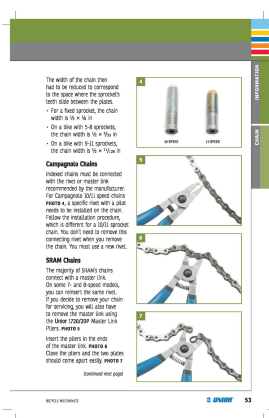 The width of the chain then
had to be reduced to correspond
to the space where the sprocket's
teeth slide between the plates.
• For a fixed sprocket, the chain
width is ½ × ⅛ in
• On a bike with 5-8 sprockets,
the chain width is ½ × ³⁄₃₂ in
• On a bike with 9-11 sprockets,
the chain width is ½ × ¹¹⁄₁₂₈ in
Campagnolo Chains
Indexed chains must be connected
with the rivet or master link
recommended by the manufacturer.
For Campagnolo 10/11 speed chains
PHOTO 4, a specific rivet with a pilot
needs to be installed on the chain.
Follow the installation procedure,
which is different for a 10/11 sprocket
chain. You don't need to remove this
connecting rivet when you remove
the chain. You must use a new rivet.
SRAM Chains
The majority of SRAM's chains
connect with a master link.
On some 7- and 8-speed models,
you can reinsert the same rivet.
If you decide to remove your chain
for servicing, you will also have
to remove the master link using
the Unior 1720/2DP Master Link
Pliers. PHOTO 5
Insert the pliers in the ends
of the master link. PHOTO 6
Close the pliers and the two plates
should come apart easily. PHOTO 7
(continued next page)
4
10-SPEED
11-SPEED
5
6
7
INFORMATION
CHAIN
BICYCLE MECHANICS
UNIOR
53